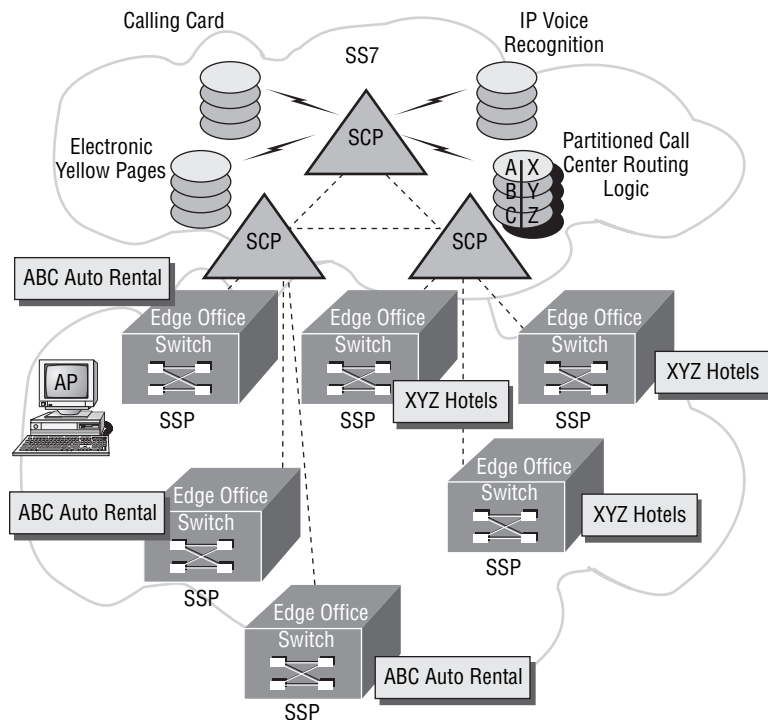 Calling Card
SS7
IP Voice
Recognition
SCP
Electronic
Yellow Pages
Partitioned Call
Center Routing
Logic
A X
B Y
C Z
SCP
SCP
ABC Auto Rental
Edge Office
Switch
SSP
Edge Office
Switch
SSP
XYZ Hotels
Edge Office
Switch
SSP
XYZ Hotels
AP
ABC Auto Rental
Edge Office
Switch
SSP
Edge Office
Switch
SSP
XYZ Hotels
Edge Office
Switch
SSP
ABC Auto Rental